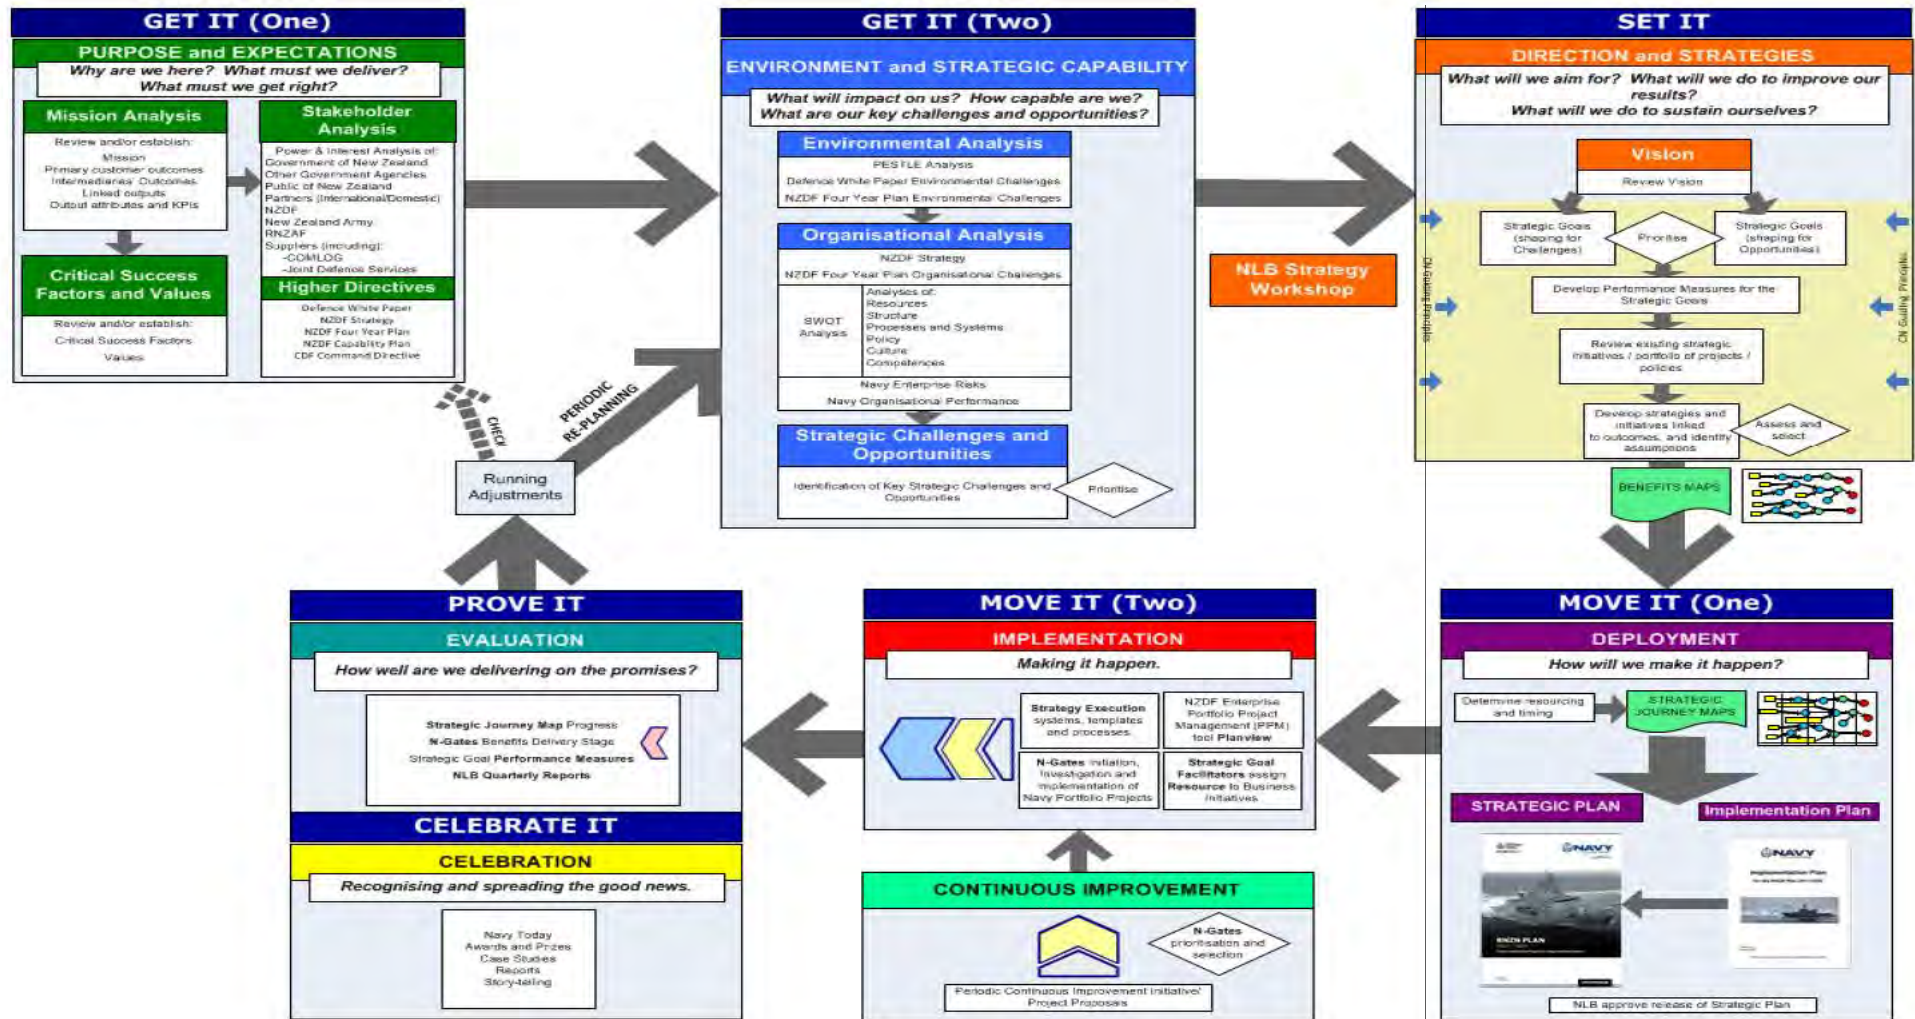 GET IT (One)
PURPOSE and EXPECTATIONS
Why are we here? What must we deliver?
What must we get right?
Mission Analysis
Review and/or establish:
Mission
Primary customer outcomes
Intermediaries' Outcomes
Linked outputs
Output attributes and KPIs
Critical Success
Factors and Values
Review and/or establish:
Critical Success Factors
Values
Stakeholder
Analysis
Power & Interest Analysis of:
Government of New Zealand
Other Government Agencies
Public of New Zealand
Partners (International/Domestic)
NZDF
New Zealand Army
RNZAF
Suppliers (including):
-COMLOG
-Joint Defence Services
Higher Directives
Defence White Paper
NZDF Strategy
NZDF Four Year Plan
NZDF Capability Plan
CDF Command Directive
GET IT (Two)
ENVIRONMENT and STRATEGIC CAPABILITY
What will impact on us? How capable are we?
What are our key challenges and opportunities?
Environmental Analysis
PESTLE Analysis
Defence White Paper Environmental Challenges
NZDF Four Year Plan Environmental Challenges
Organisational Analysis
NZDF Strategy
NZDF Four Year Plan Organisational Challenges
SWOT
Analysis
Analyses of:
Resources
Structure
Processes and Systems
Policy
Culture
Competences
Navy Enterprise Risks
Navy Organisational Performance
Strategic Challenges and
Opportunities
Identification of Key Strategic Challenges and
Opportunities
Prioritise
NLB Strategy
Workshop
SET IT
DIRECTION and STRATEGIES
What will we aim for? What will we do to improve our
results?
What will we do to sustain ourselves?
Vision
Review Vision
Strategic Goals
(shaping for
Challenges)
Prioritise
Strategic Goals
(shaping for
Opportunities)
CN Guiding Principles
CN Guiding Principles
Develop Performance Measures for the
Strategic Goals
Review existing strategic
initiatives / portfolio of projects /
policies
Develop strategies and
initiatives linked
to outcomes, and identify
assumptions
Assess and
select
BENEFITS MAPS
CHECK
PERIODIC
RE-PLANNING
Running
Adjustments
PROVE IT
EVALUATION
How well are we delivering on the promises?
Strategic Journey Map Progress
N-Gates Benefits Delivery Stage
Strategic Goal Performance Measures
NLB Quarterly Reports
CELEBRATE IT
CELEBRATION
Recognising and spreading the good news.
Navy Today
Awards and Prizes
Case Studies
Reports
Story-telling
MOVE IT (Two)
IMPLEMENTATION
Making it happen.
Strategy Execution
systems, templates
and processes.
NZDF Enterprise
Portfolio Project
Management (PPM)
tool Planview
N-Gates Initiation,
Investigation and
Implementation of
Navy Portfolio Projects
Strategic Goal
Facilitators assign
Resource to Business
Initiatives
CONTINUOUS IMPROVEMENT
N-Gates
prioritisation and
selection
Periodic Continuous Improvement Initiative/
Project Proposals
MOVE IT (One)
DEPLOYMENT
How will we make it happen?
Determine resourcing
and timing
STRATEGIC
JOURNEY MAPS
STRATEGIC PLAN
Implementation Plan
NAVY
RNZN PLAN
NAVY
Implementation Plan
NLB approve release of Strategic Plan